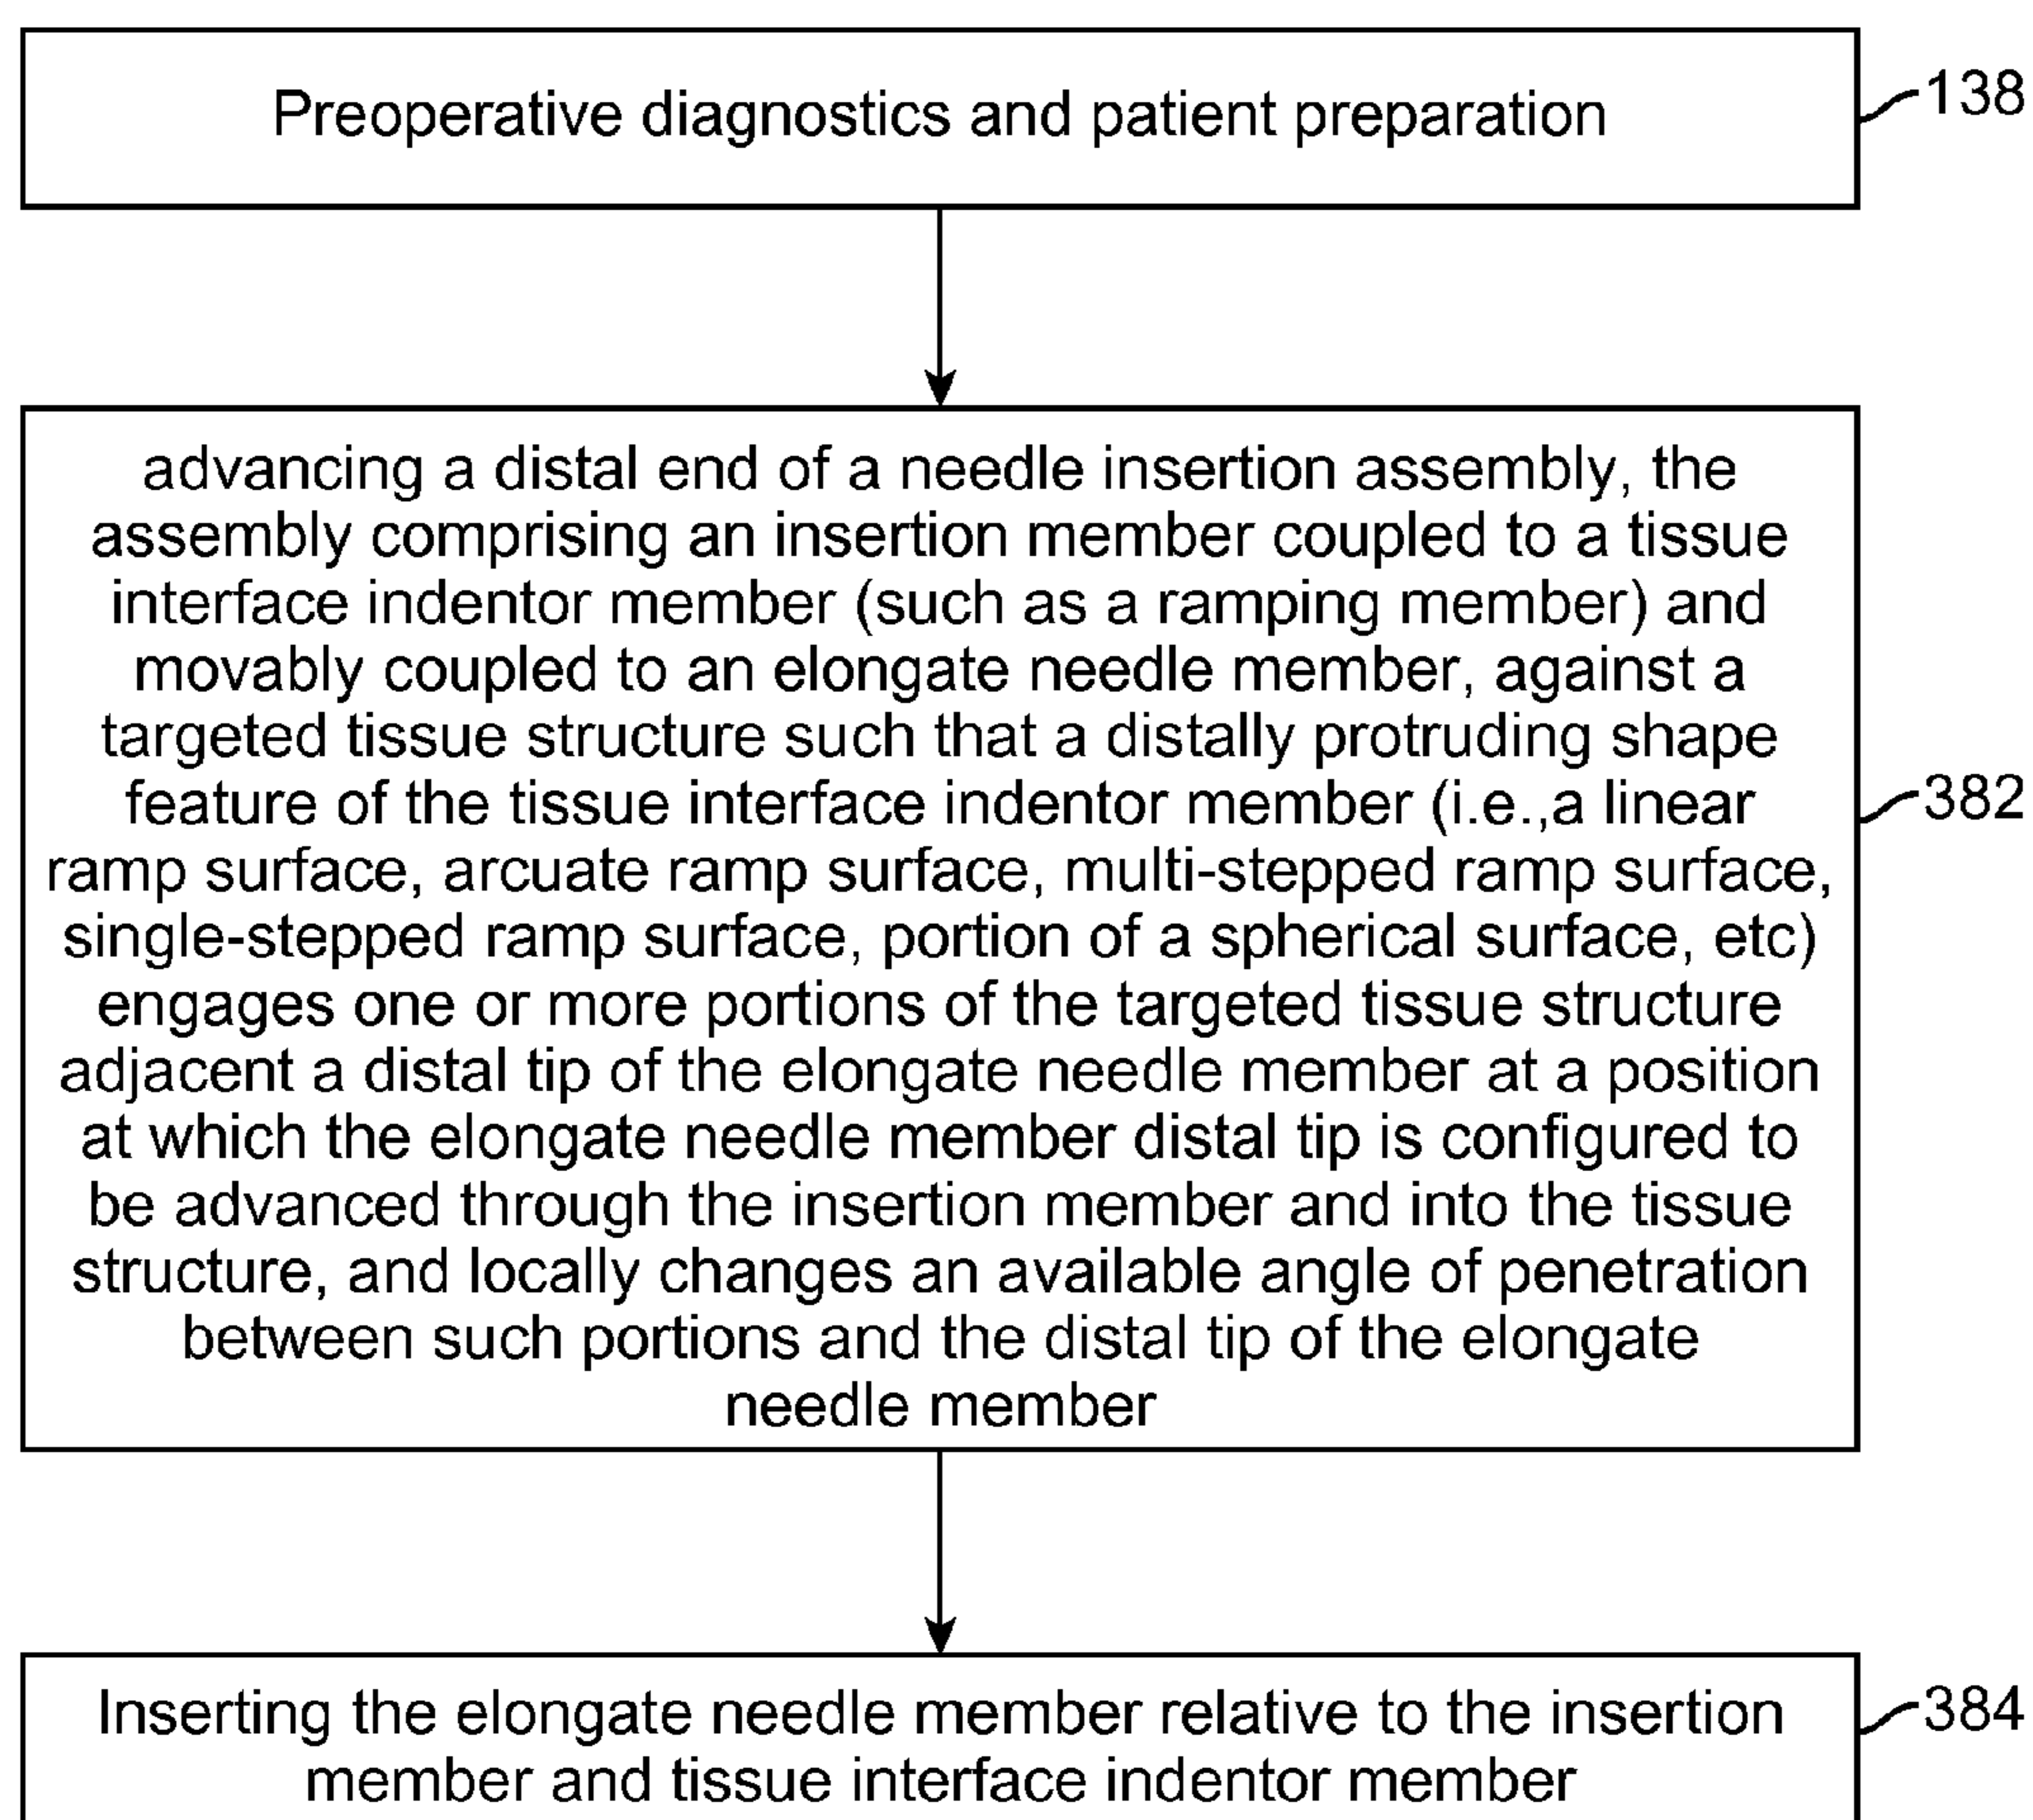 Preoperative diagnostics and patient preparation
138
advancing a distal end of a needle insertion assembly, the
assembly comprising an insertion member coupled to a tissue
interface indentor member (such as a ramping member) and
movably coupled to an elongate needle member, against a
targeted tissue structure such that a distally protruding shape
feature of the tissue interface indentor member (i.e.,a linear
ramp surface, arcuate ramp surface, multi-stepped ramp surface,
single-stepped ramp surface, portion of a spherical surface, etc)
engages one or more portions of the targeted tissue structure
adjacent a distal tip of the elongate needle member at a position
at which the elongate needle member distal tip is configured to
be advanced through the insertion member and into the tissue
structure, and locally changes an available angle of penetration
between such portions and the distal tip of the elongate
needle member
382
Inserting the elongate needle member relative to the insertion
member and tissue interface indentor member
384